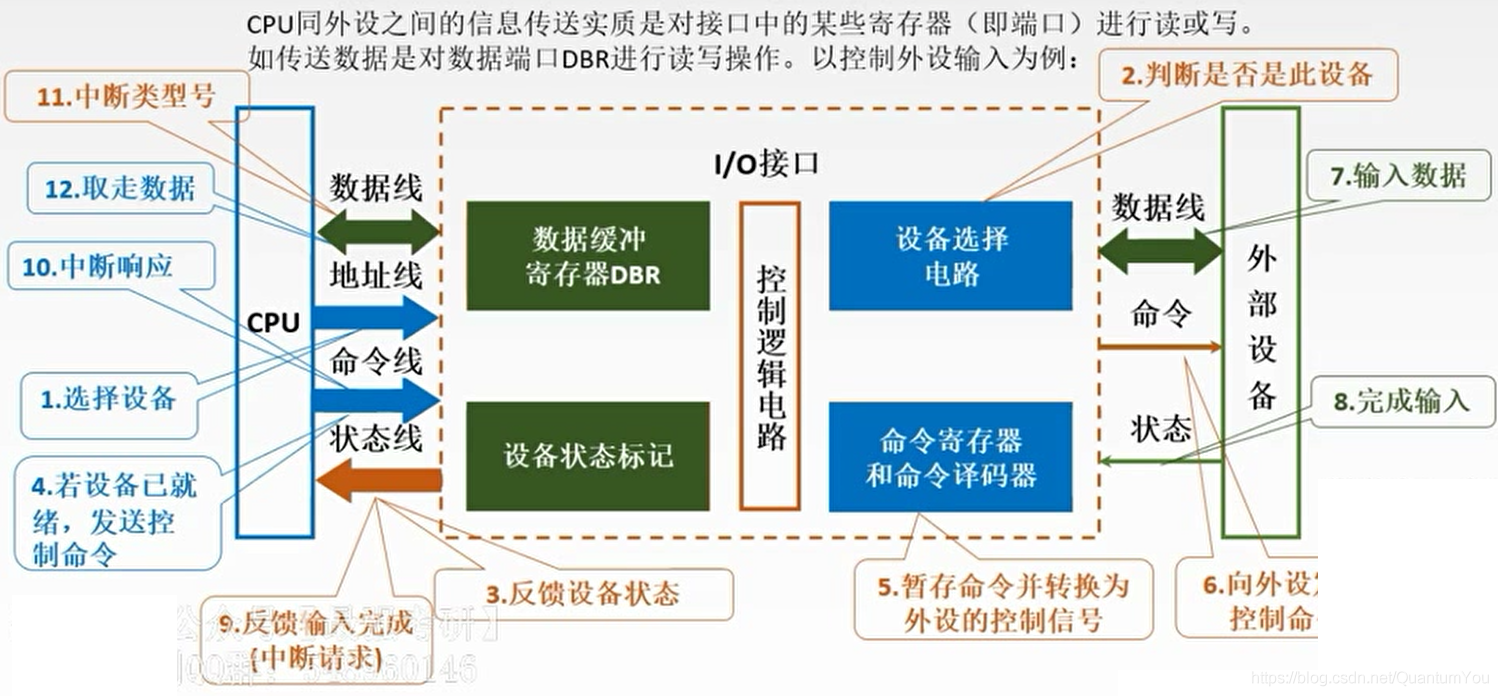 CPU同外设之间的信息传送实质是对接口中的某些寄存器（即端口）进行读或写。
如传送数据是对数据端口DBR进行读写操作。以控制外设输入为例：
2.判断是否是此设备
11.中断类型号
I/O接口
数据线
12.取走数据
7.输入数据
数据线
数据缓冲
寄存器DBR
设备选择
电路
10.中断响应
地址线
控制逻辑电路
外部设备
CPU
命令
命令线
1.选择设备
8.完成输入
状态线
状态
设备状态标记
命令寄存器
和命令译码器
4.若设备已就
绪，发送控
制命令
3.反馈设备状态
5.暂存命令并转换为
外设的控制信号
6.向外设
控制命
9.反馈输入完成
(中断请求)
https://blog.csdn.net/QuantumYou